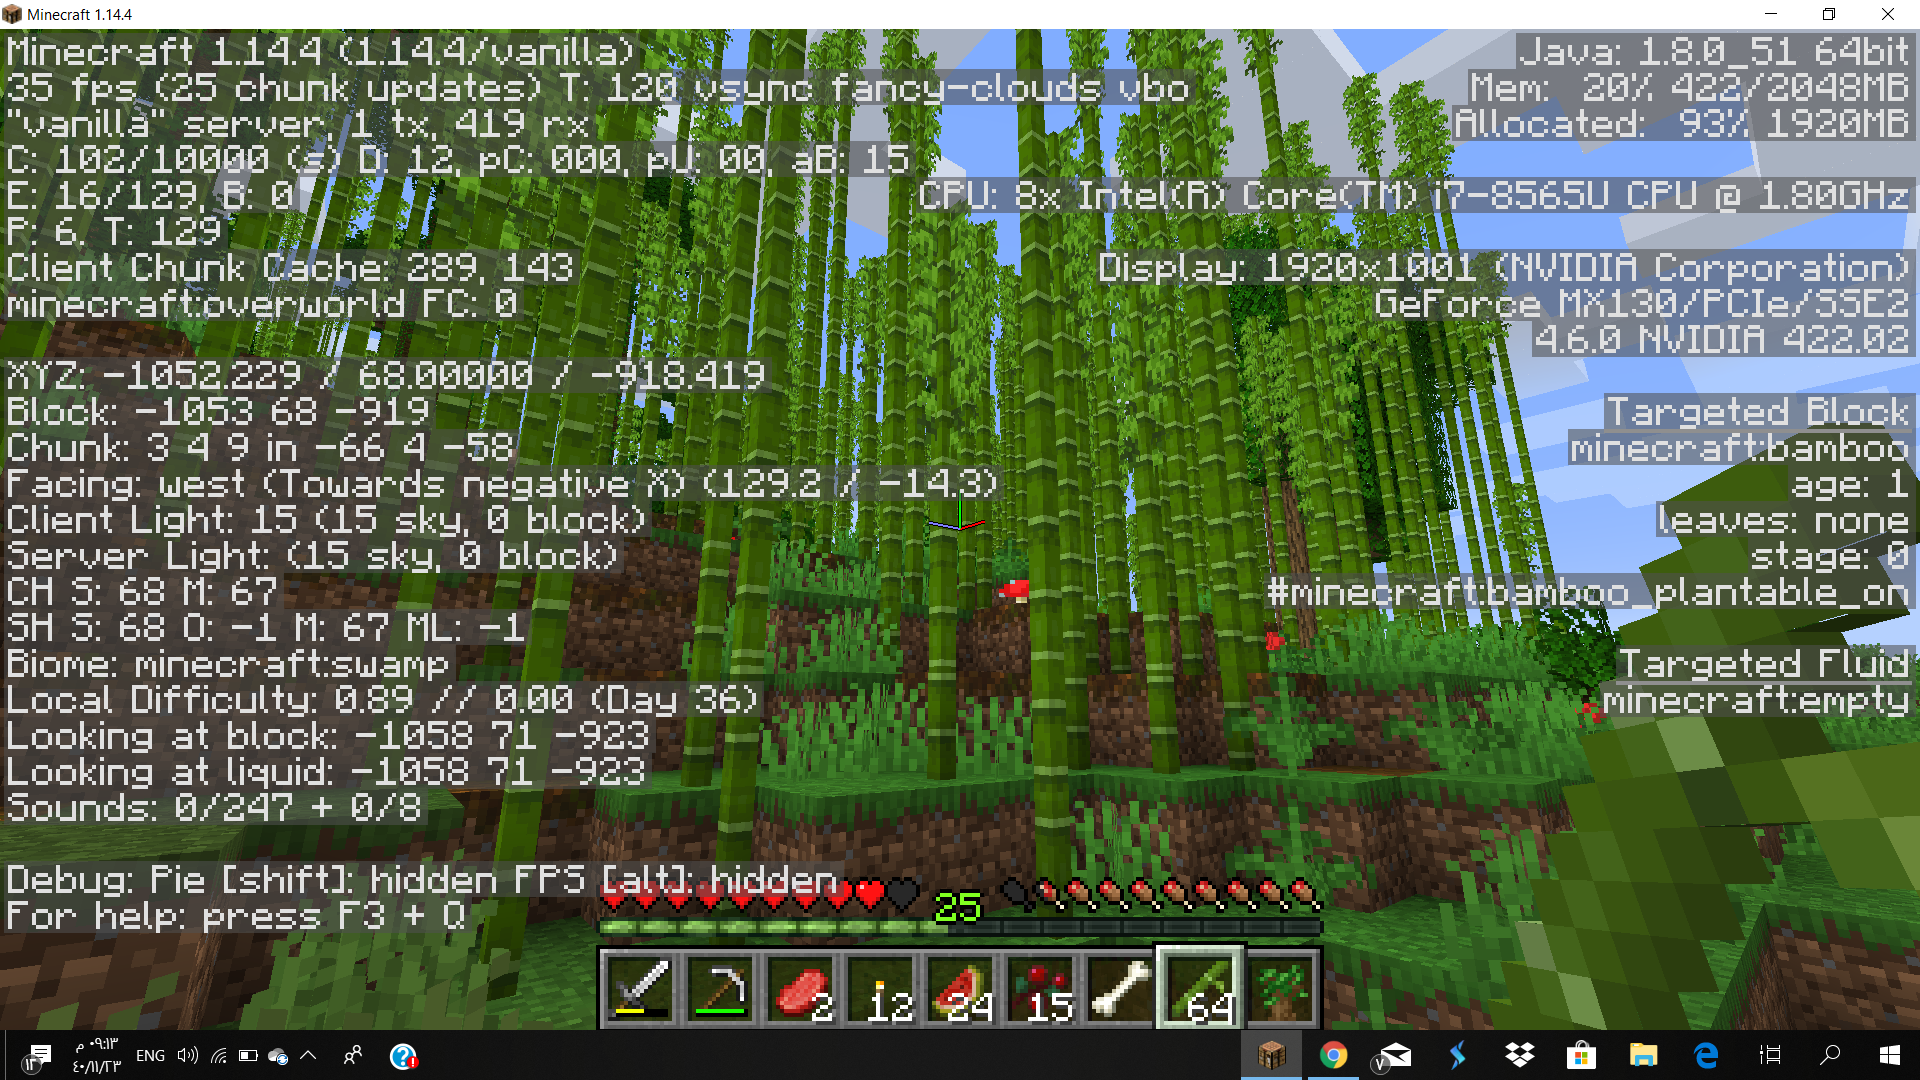 Minecraft 1.14.4
Minecraft 1.14.4 (1.14.4/vanilla)
35 fps (25 chunk updates) T: 120 vsync fancy-clouds vbo
"vanilla" server, 1 tx, 419 rx
C: 102/10000 (s) D: 12, pC: 000, pU: 00, aB: 15
E: 16/129, B: 0
P: 6. T: 129
Client Chunk Cache: 289, 143
minecraft:overworld FC: 0
XYZ: -1052.229 / 68.00000 / -918.419
Block: -1053 68 -919
Chunk: 3 4 9 in -66 4 -58
Facing: west (Towards negative X) (129.2 / -14.3)
Client Light: 15 (15 sky, 0 block)
Server Light: (15 sky, 0 block)
CH S: 68 M: 67
SH S: 68 O: -1 M: 67 ML: -1
Biome: minecraft:swamp
Local Difficulty: 0.89 // 0.00 (Day 36)
Looking at block: -1058 71 -923
Looking at liquid: -1058 71 -923
Sounds: 0/247 + 0/8
Debug: Pie [shift]: hidden FPS [alt]: hidden
For help: press F3 + Q
Java: 1.8.0_51 64bit
Mem: 20% 422/2048MB
Allocated: 93% 1920MB
CPU: 8x Intel(R) Core(TM) i7-8565U CPU @ 1.80GHz
Display: 1920x1001 (NVIDIA Corporation)
GeForce MX130/PCIe/SSE2
4.6.0 NVIDIA 422.02
Targeted Block
minecraft:bamboo
age: 1
leaves: none
stage: 0
#minecraft:bamboo_plantable_on
Targeted Fluid
minecraft:empty
25
2 12 24 15 64
١٣
٠٩:١٣ م
٤٠/١١/٢٣
ENG
V